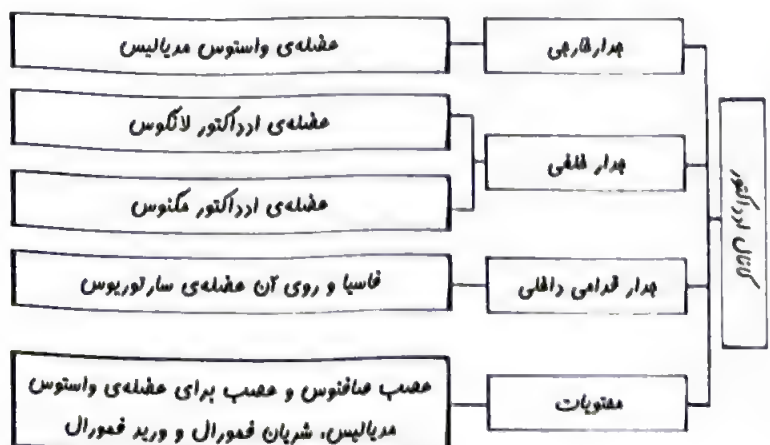 کانال ادداکتور
جدار خارجی
عضله‌ی واستوس مدیالیس
جدار خلفی
عضله‌ی ادداکتور لانگوس
عضله‌ی ادداکتور مگنوس
جدار قدامی داخلی
فاسیا و روی آن عضله‌ی سارتوریوس
محتویات
عصب صافنوس و عصب برای عضله‌ی واستوس
مدیالیس، شریان فمورال و ورید فمورال